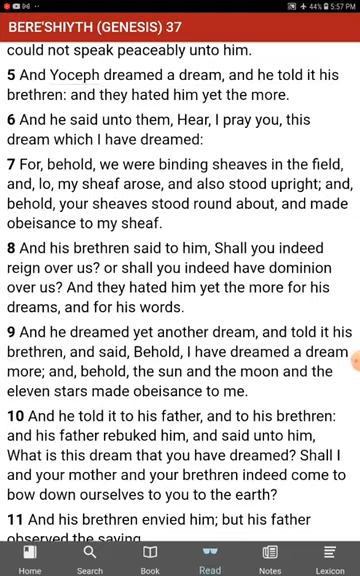 44% 5:57 PM
BERE'SHIYTH (GENESIS) 37
could not speak peaceably unto him.
5 And Yoceph dreamed a dream, and he told it his
brethren: and they hated him yet the more.
6 And he said unto them, Hear, I pray you, this
dream which I have dreamed:
7 For, behold, we were binding sheaves in the field,
and, lo, my sheaf arose, and also stood upright; and,
behold, your sheaves stood round about, and made
obeisance to my sheaf.
8 And his brethren said to him, Shall you indeed
reign over us? or shall you indeed have dominion
over us? And they hated him yet the more for his
dreams, and for his words.
9 And he dreamed yet another dream, and told it his
brethren, and said, Behold, I have dreamed a dream
more; and, behold, the sun and the moon and the
eleven stars made obeisance to me.
10 And he told it to his father, and to his brethren:
and his father rebuked him, and said unto him,
What is this dream that you have dreamed? Shall I
and your mother and your brethren indeed come to
bow down ourselves to you to the earth?
11 And his brethren envied him; but his father
observed the saying.
Home Search Book Read Notes Lexicon